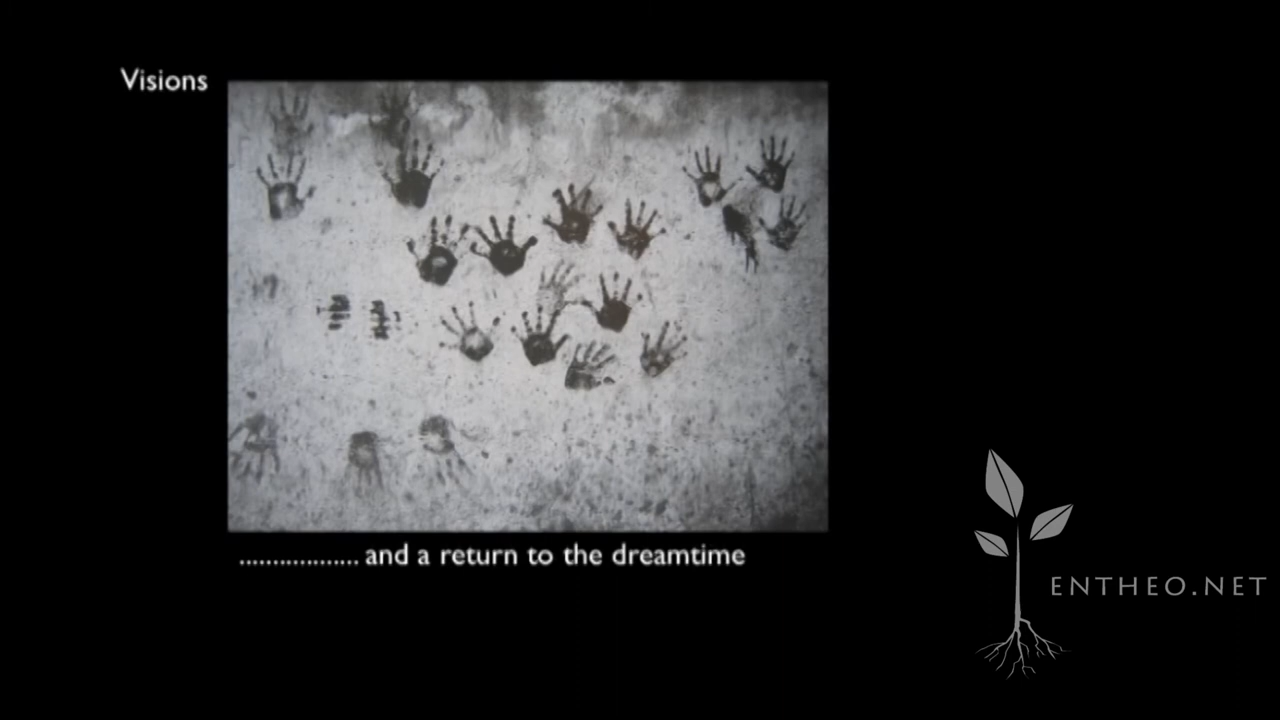 Visions
.................. and a return to the dreamtime
ENTHEO.NET